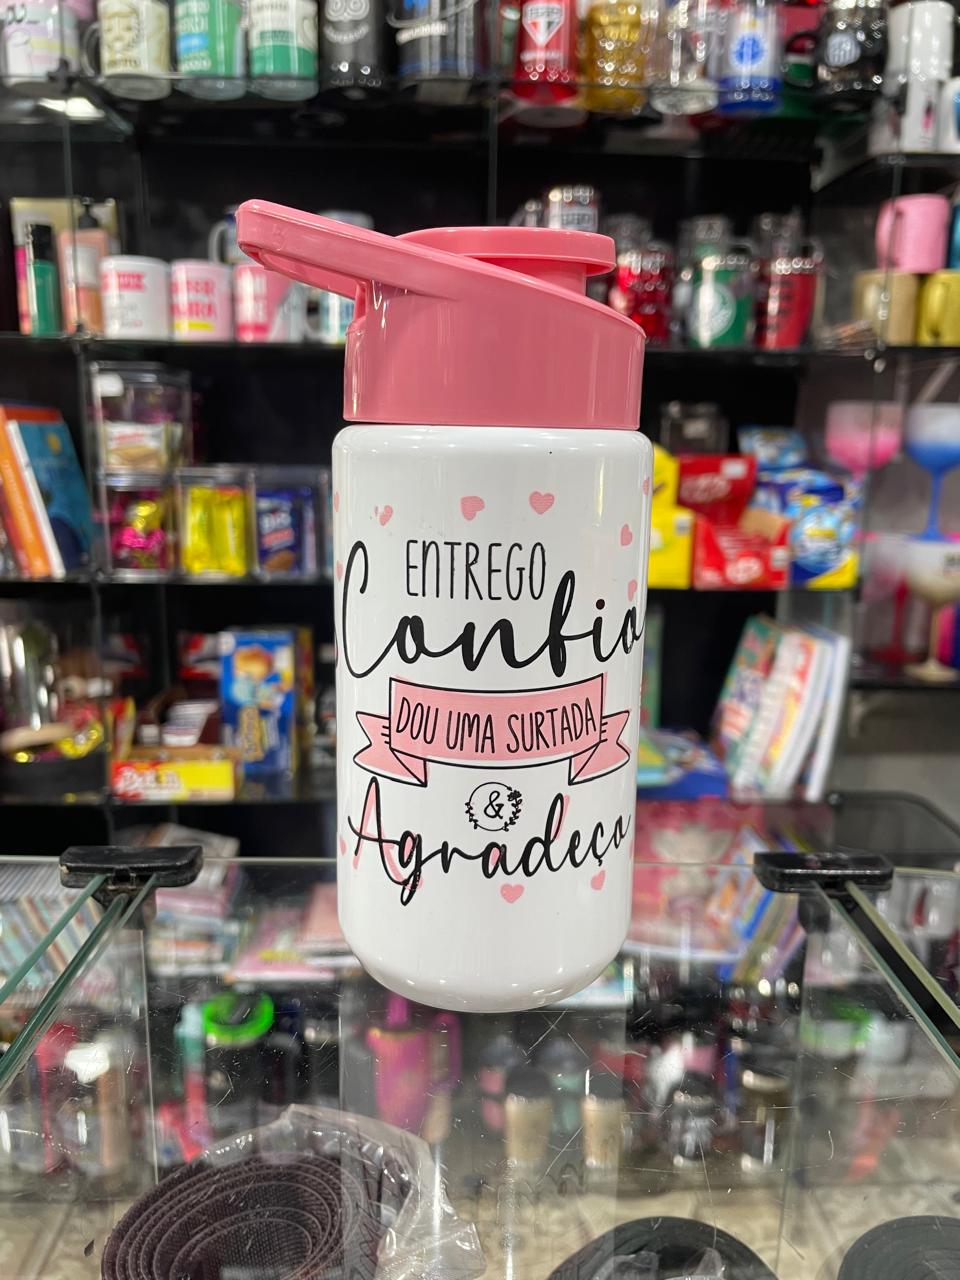 ENTREGO
Confio
DOU UMA SURTADA
&
Agradeço